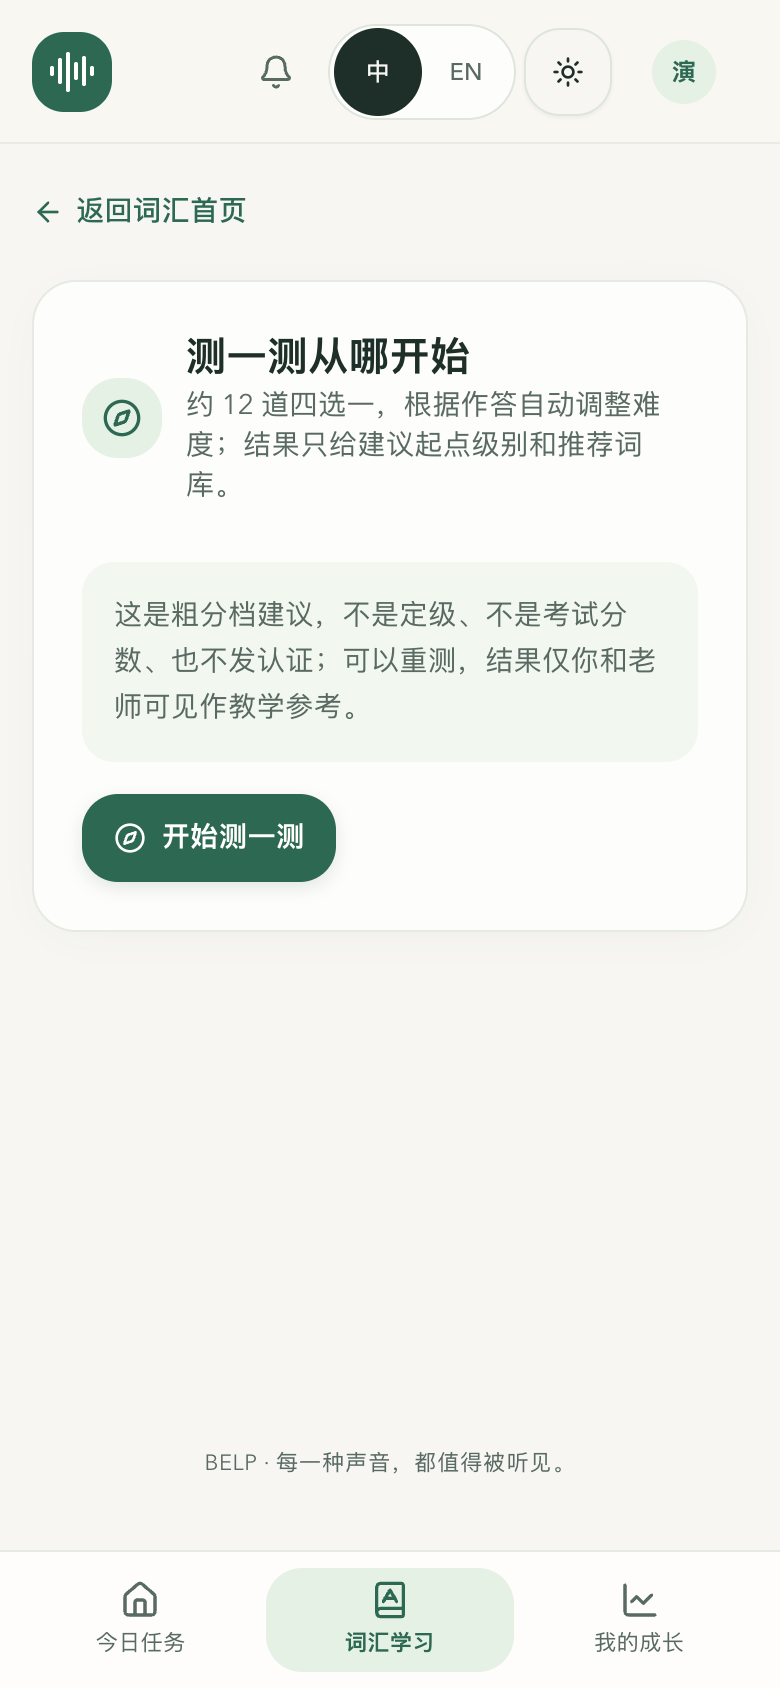 中 EN 演
返回词汇首页
测一测从哪开始
约 12 道四选一，根据作答自动调整难
度；结果只给建议起点级别和推荐词
库。
这是粗分档建议，不是定级、不是考试分
数、也不发认证；可以重测，结果仅你和老
师可见作教学参考。
开始测一测
BELP · 每一种声音，都值得被听见。
今日任务 词汇学习 我的成长